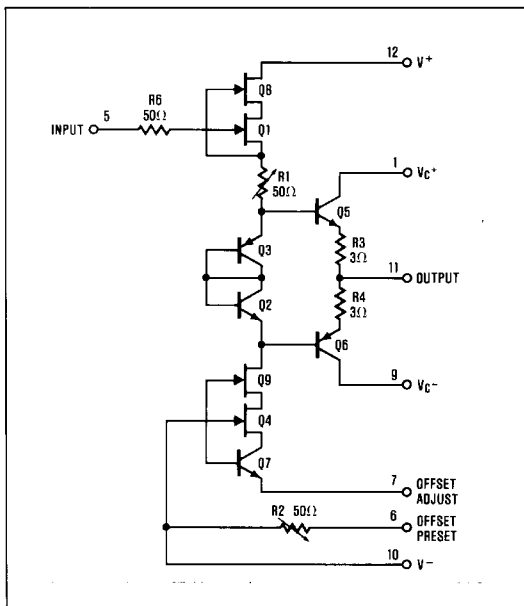 12 V+
Q8
R6
50Ω
5
INPUT
Q1
1 VC+
R1
50Ω
Q5
Q3
R3
3Ω
11 OUTPUT
Q2
R4
3Ω
Q6
9 VC-
Q9
Q4
Q7
7 OFFSET
ADJUST
R2 50Ω
6 OFFSET
PRESET
10 V-